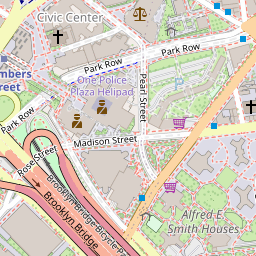 Civic Center
Park Row
mbers
treet
One Police
Plaza Helipad
Pearl Street
Park Row
Madison Street
Rose Street
Brooklyn Bridge Bicycle Pa
Brooklyn Bridge
Alfred E.
Smith Houses